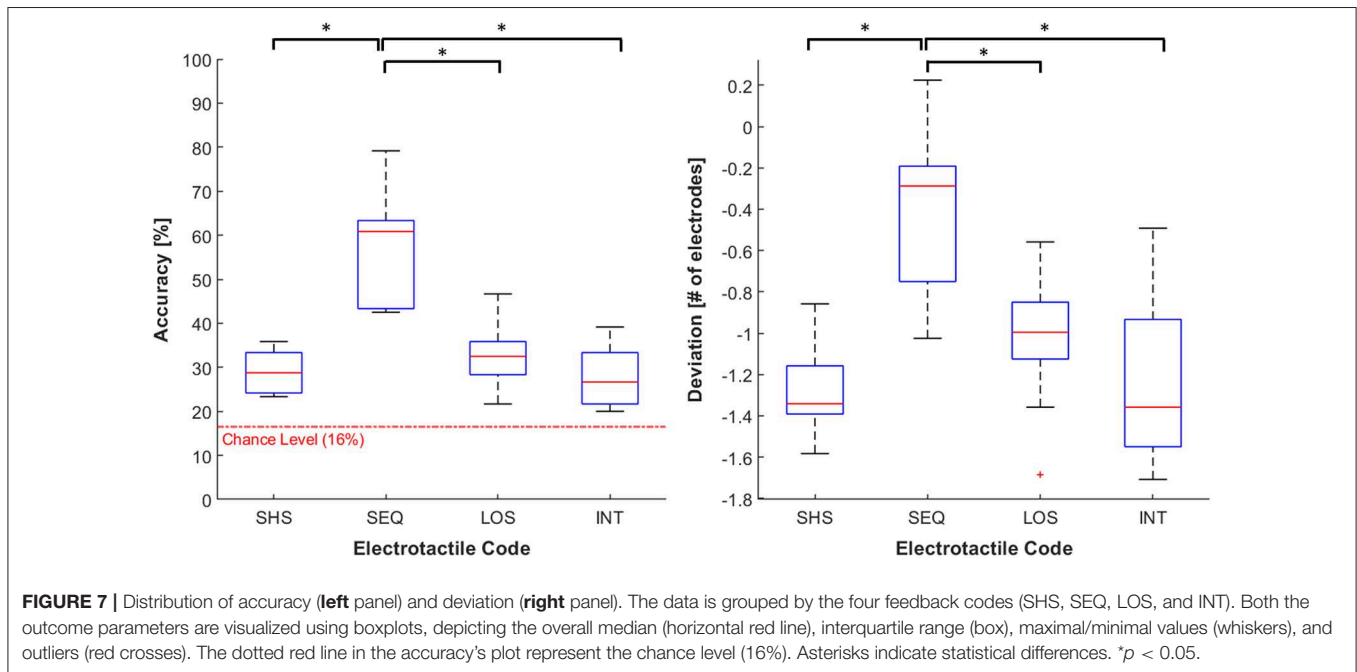 * * * *
* *
100
90
80
70
60
50
40
30
20
10
0
Accuracy [%]
Chance Level (16%)
SHS SEQ LOS INT
Electrotactile Code
0.2
0
-0.2
-0.4
-0.6
-0.8
-1
-1.2
-1.4
-1.6
-1.8
Deviation [# of electrodes]
SHS SEQ LOS INT
Electrotactile Code
FIGURE 7 | Distribution of accuracy (left panel) and deviation (right panel). The data is grouped by the four feedback codes (SHS, SEQ, LOS, and INT). Both the
outcome parameters are visualized using boxplots, depicting the overall median (horizontal red line), interquartile range (box), maximal/minimal values (whiskers), and
outliers (red crosses). The dotted red line in the accuracy's plot represent the chance level (16%). Asterisks indicate statistical differences. *p < 0.05.